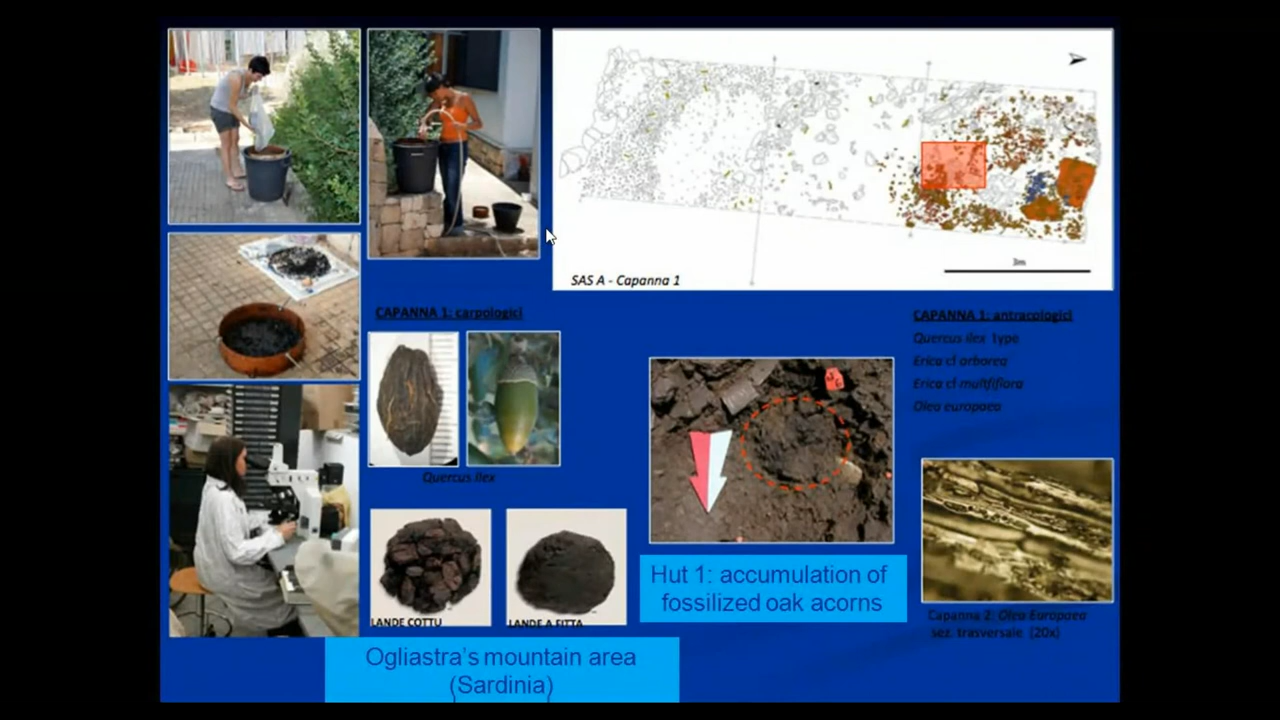 3m
SAS A - Capanna 1
CAPANNA 1: carpologici
Quercus ilex
LANDE COTTU
LANDE A FITTA
Ogliastra's mountain area
(Sardinia)
Hut 1: accumulation of
fossilized oak acorns
CAPANNA 1: antracologici
Quercus ilex type
Erica cf arborea
Erica cf multfiflora
Olea europaea
Capanna 2: Olea Europaea
sez. trasversale (20x)